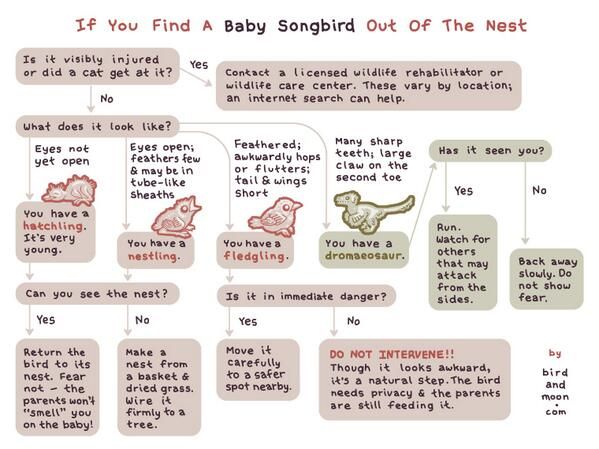 If You Find A Baby Songbird Out Of The Nest
Is it visibly injured
or did a cat get at it?
Yes
Contact a licensed wildlife rehabilitator or
wildlife care center. These vary by location;
an internet search can help.
No
What does it look like?
Eyes not
yet open
Eyes open;
feathers few
& may be in
tube-like
sheaths
Feathered;
awkwardly hops
or flutters;
tail & wings
short
Many sharp
teeth; large
claw on the
second toe
Has it seen you?
Yes
No
You have a
hatchling.
It's very
young.
You have a
nestling.
You have a
fledgling.
You have a
dromaeosaur.
Run.
Watch for
others
that may
attack
from the
sides.
Back away
slowly. Do
not show
fear.
Can you see the nest?
Is it in immediate danger?
Yes
No
Yes
No
Return the
bird to its
nest. Fear
not – the
parents won't
"smell" you
on the baby!
Make a
nest from
a basket &
dried grass.
Wire it
firmly to a
tree.
Move it
carefully
to a safer
spot nearby.
DO NOT INTERVENE!!
Though it looks awkward,
it's a natural step. The bird
needs privacy & the parents
are still feeding it.
by
bird
and
moon
.
com